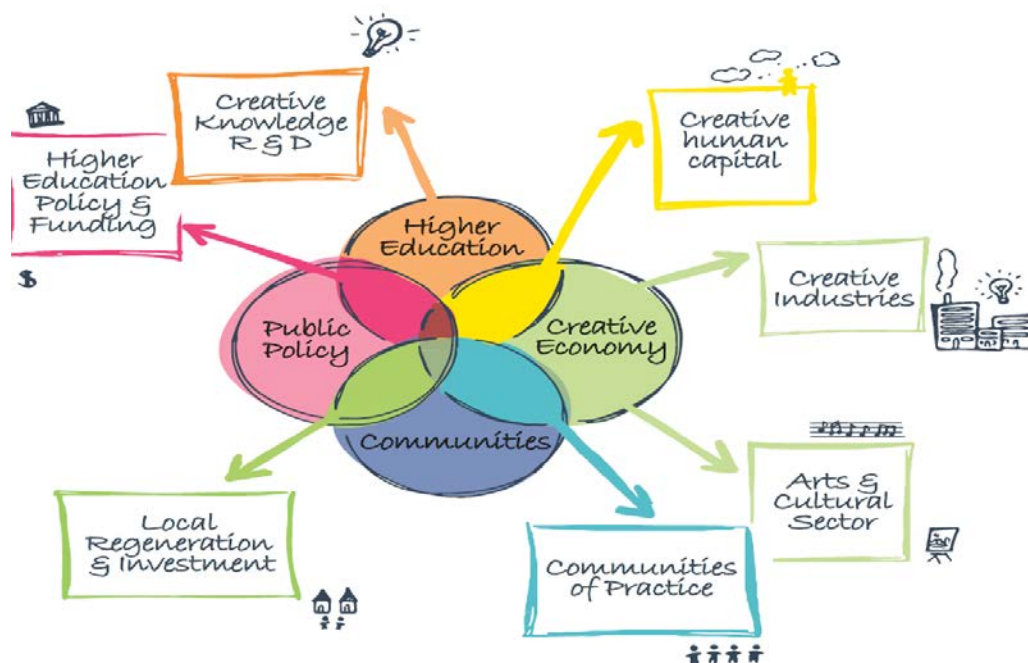 Creative
Knowledge
R & D
Higher
Education
Policy &
Funding
$
Creative
human
capital
Higher
Education
Public
Policy
Creative
Economy
Communities
Creative
Industries
Arts &
Cultural
Sector
Local
Regeneration
& Investment
Communities
of Practice